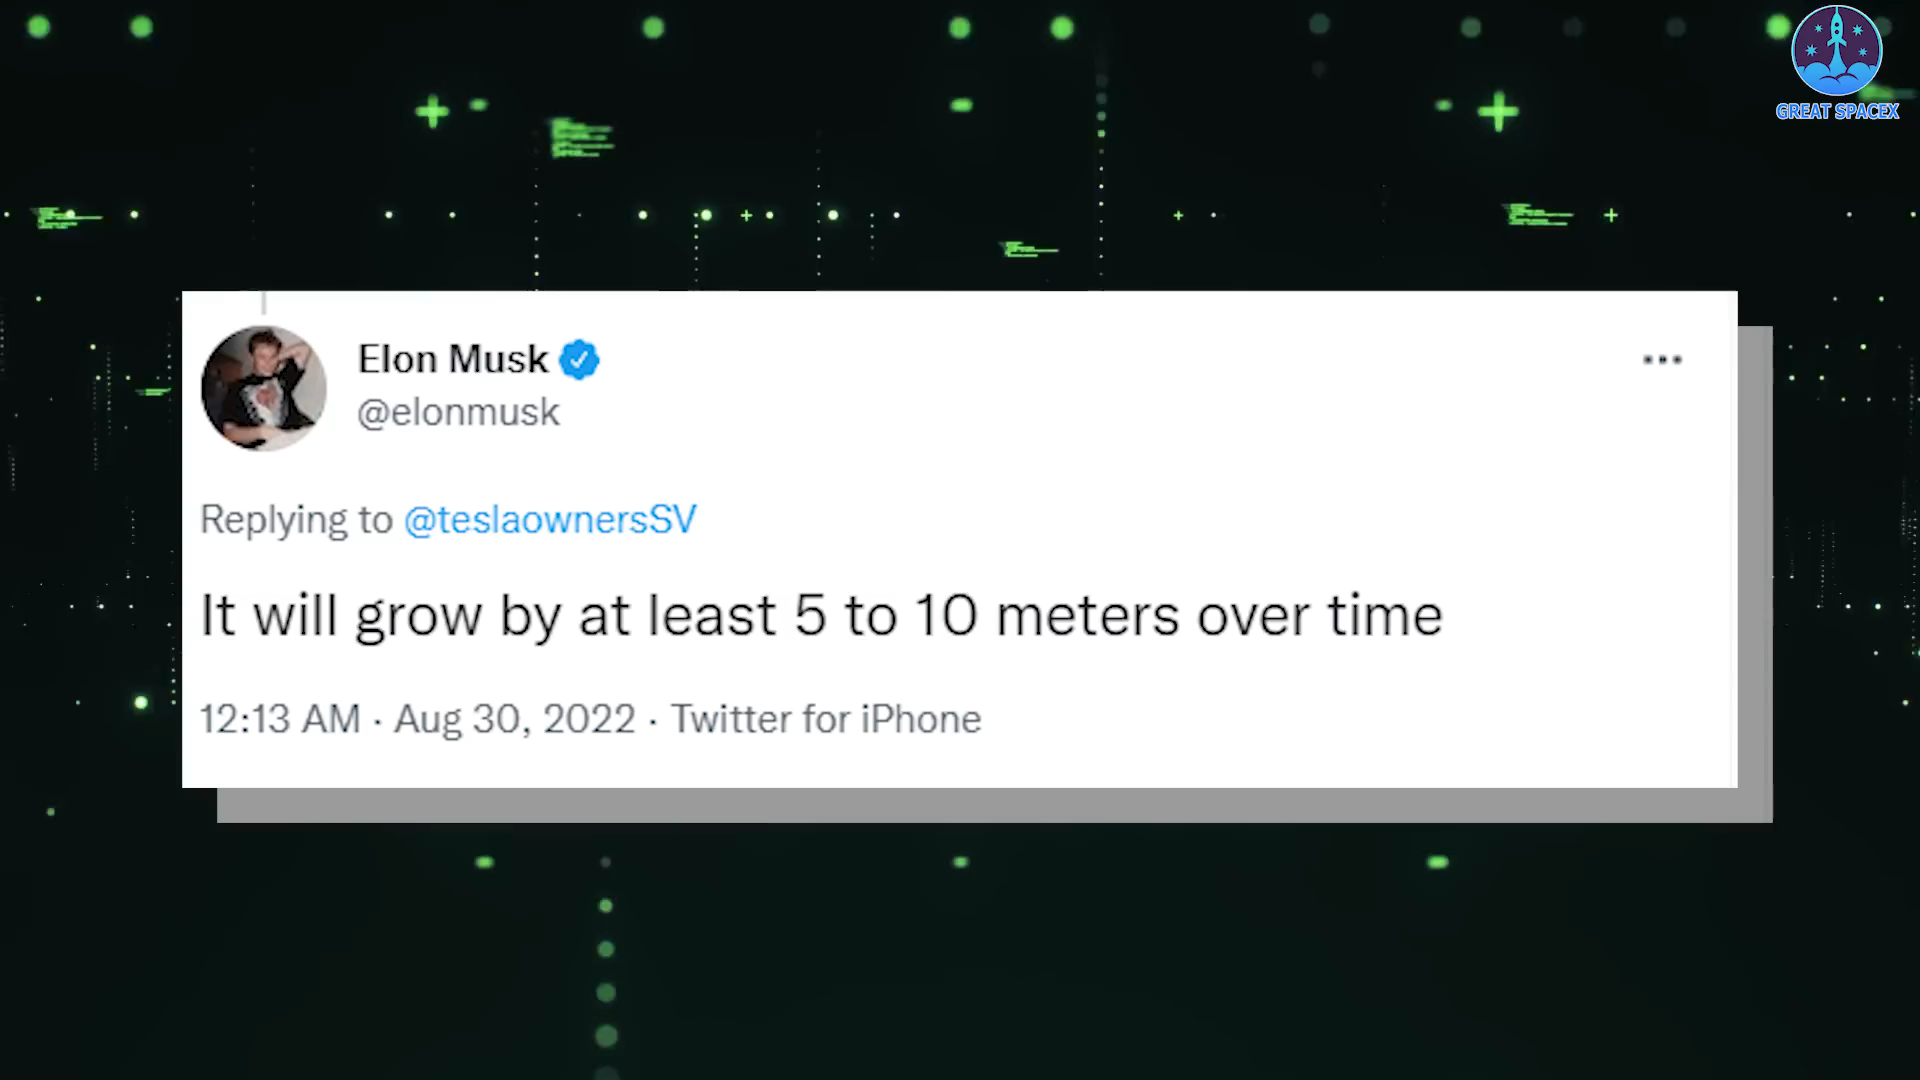 GREAT SPACEX
Elon Musk
@elonmusk
Replying to @teslaownersSV
It will grow by at least 5 to 10 meters over time
12:13 AM · Aug 30, 2022 · Twitter for iPhone